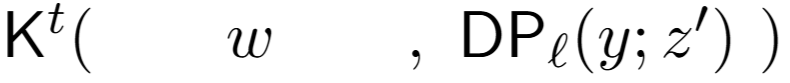 K^t( w , DP_ℓ(y; z′) )